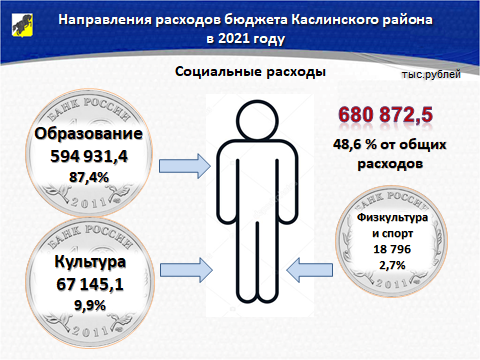 Направления расходов бюджета Каслинского района
в 2021 году
Социальные расходы
тыс.рублей
БАНК РОССИИ
Образование
594 931,4
87,4%
2011
680 872,5
48,6 % от общих
расходов
БАНК РОССИИ
Культура
67 145,1
9,9%
2011
БАНК РОССИИ
Физкультура
и спорт
18 796
2,7%
2011